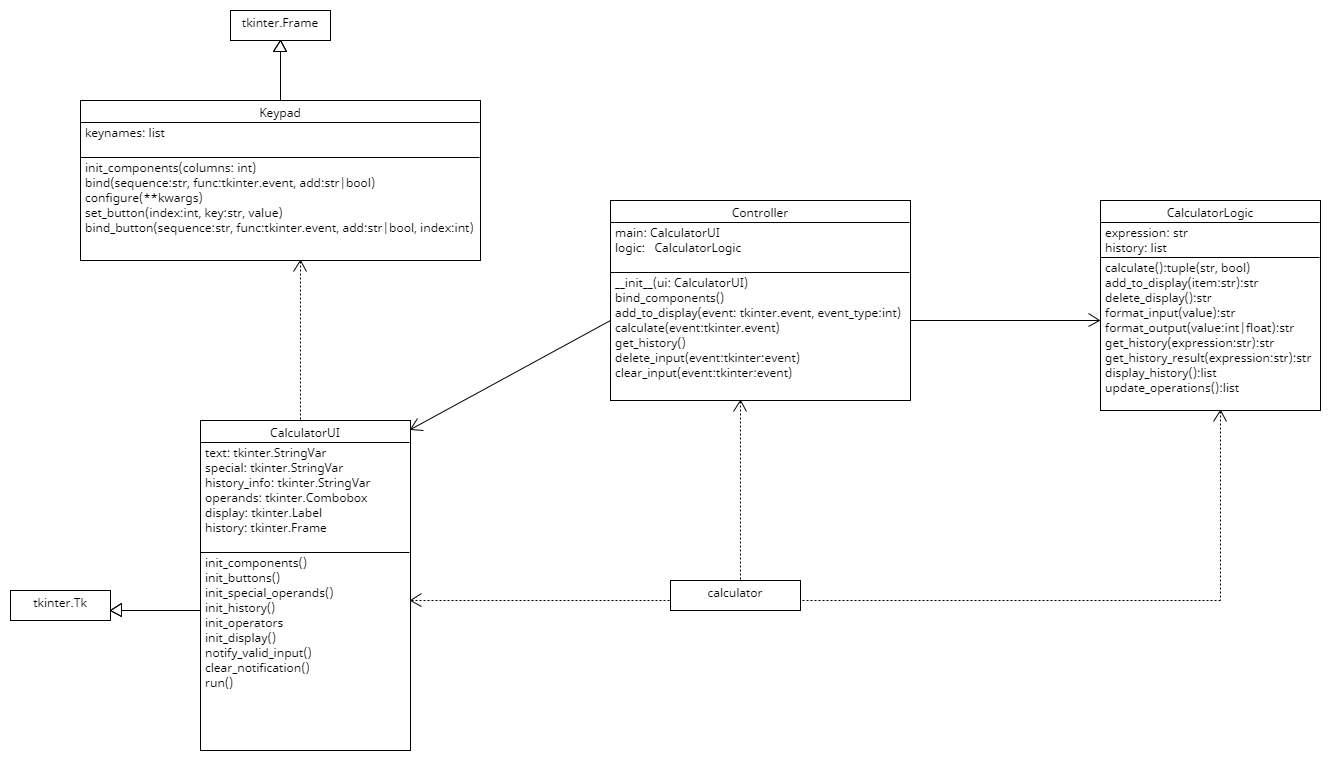 tkinter.Frame
Keypad
keynames: list
init_components(columns: int)
bind(sequence:str, func:tkinter.event, add:str|bool)
configure(**kwargs)
set_button(index:int, key:str, value)
bind_button(sequence:str, func:tkinter.event, add:str|bool, index:int)
Controller
main: CalculatorUI
logic: CalculatorLogic
__init__(ui: CalculatorUI)
bind_components()
add_to_display(event: tkinter.event, event_type:int)
calculate(event:tkinter.event)
get_history()
delete_input(event:tkinter:event)
clear_input(event:tkinter:event)
CalculatorLogic
expression: str
history: list
calculate():tuple(str, bool)
add_to_display(item:str):str
delete_display():str
format_input(value):str
format_output(value:int|float):str
get_history(expression:str):str
get_history_result(expression:str):str
display_history():list
update_operations():list
CalculatorUI
text: tkinter.StringVar
special: tkinter.StringVar
history_info: tkinter.StringVar
operands: tkinter.Combobox
display: tkinter.Label
history: tkinter.Frame
init_components()
init_buttons()
init_special_operands()
init_history()
init_operators
init_display()
notify_valid_input()
clear_notification()
run()
tkinter.Tk
calculator